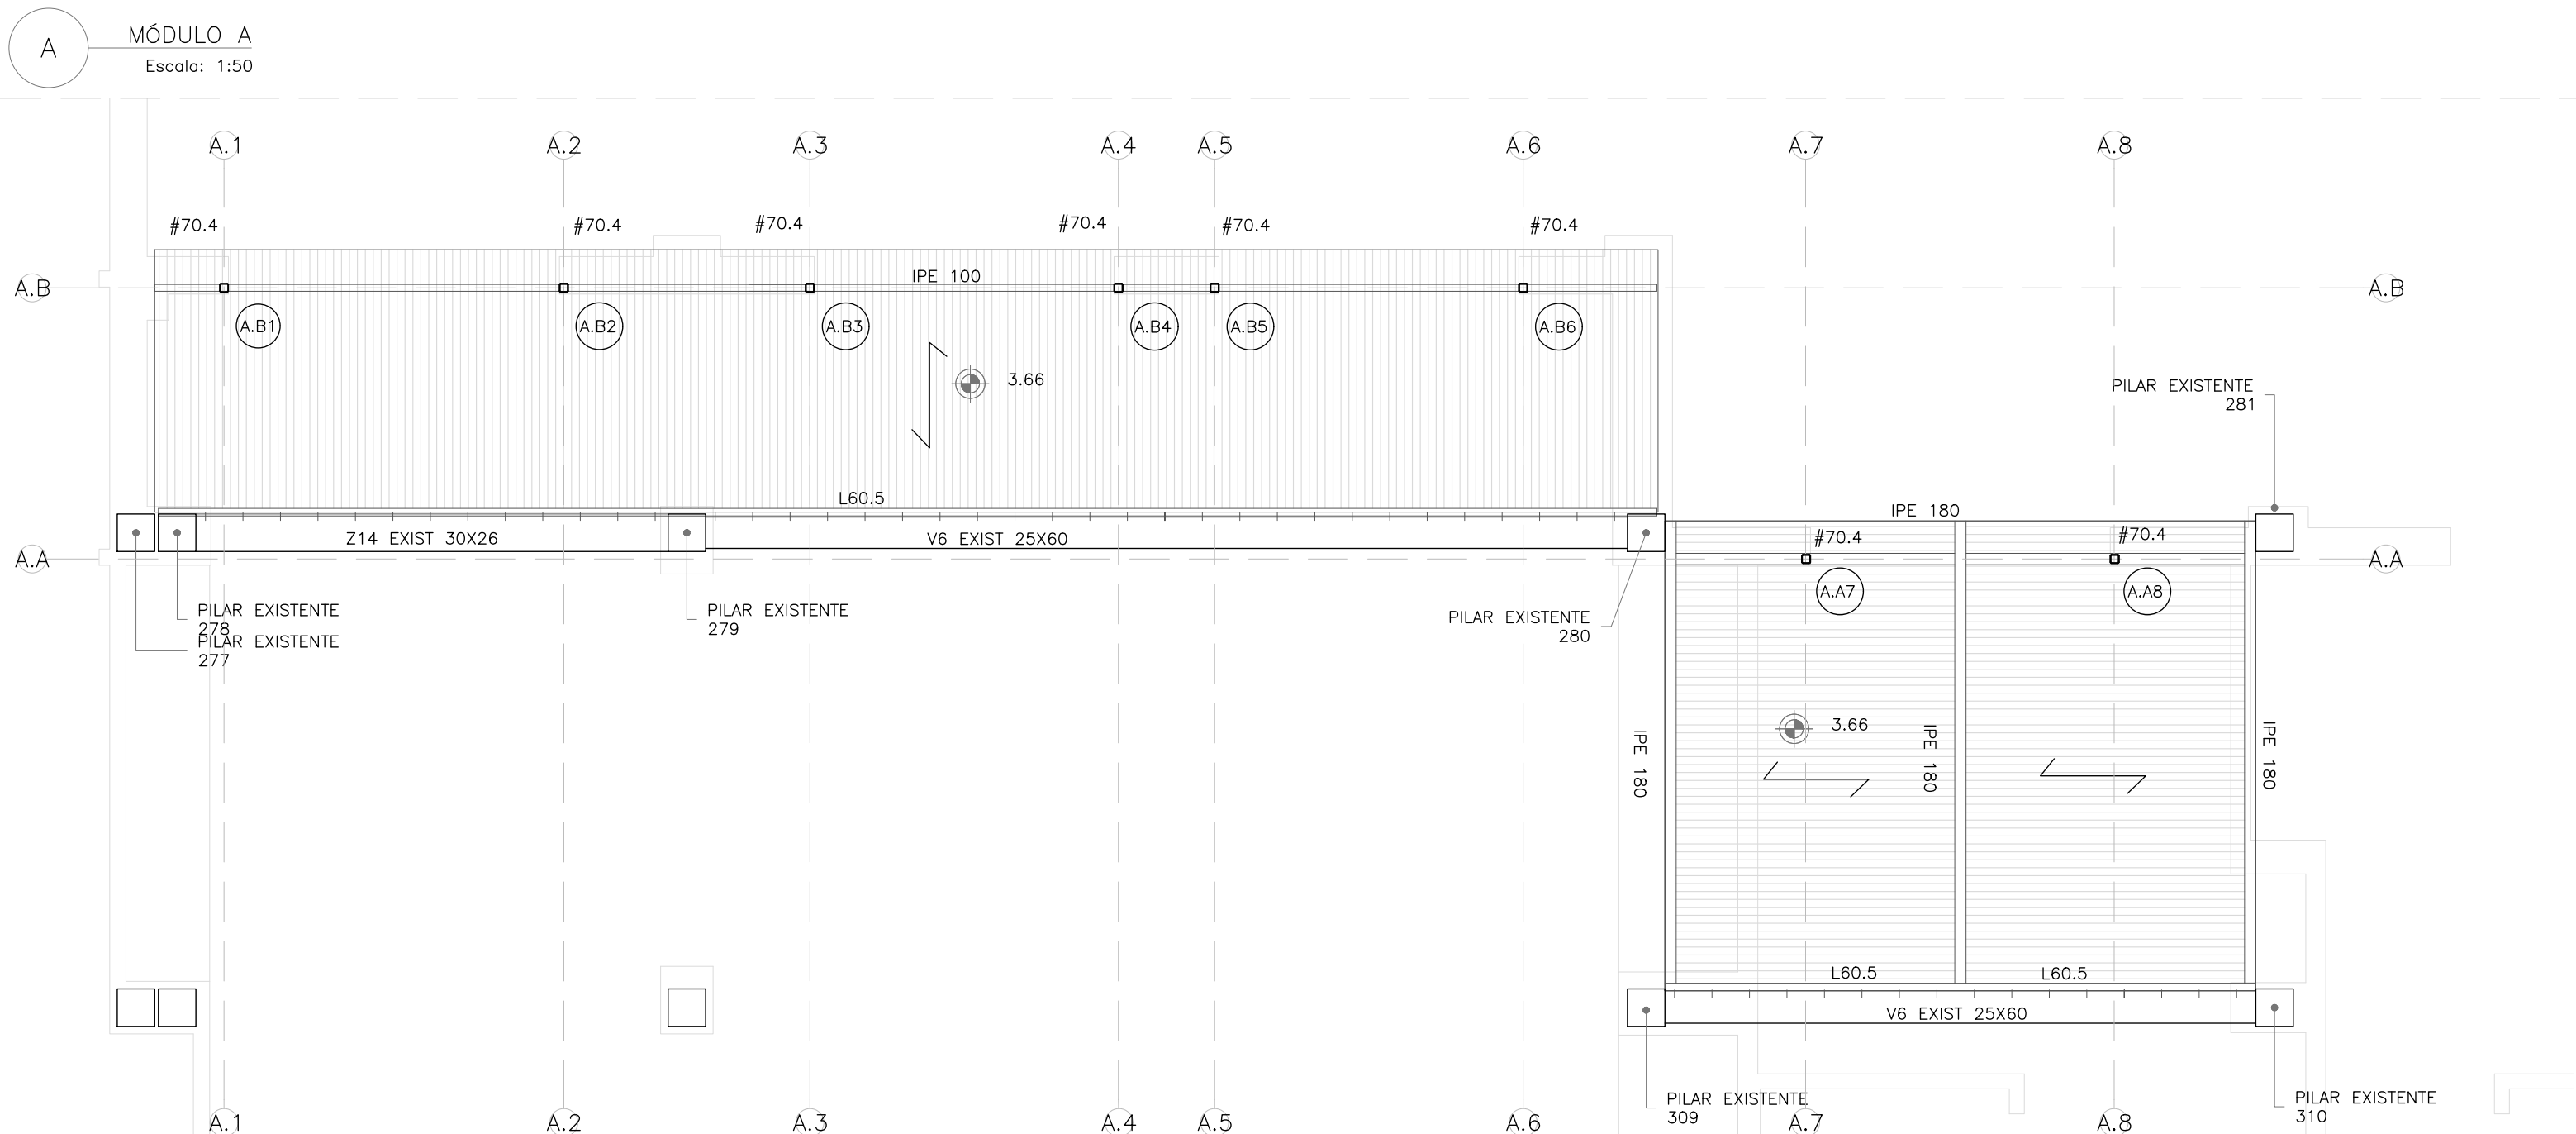 A
MÓDULO A
Escala: 1:50
A.1
A.2
A.3
A.4
A.5
A.6
A.7
A.8
#70.4
#70.4
#70.4
#70.4
#70.4
#70.4
A.B
IPE 100
A.B
A.B1
A.B2
A.B3
A.B4
A.B5
A.B6
3.66
PILAR EXISTENTE
281
L60.5
IPE 180
Z14 EXIST 30X26
V6 EXIST 25X60
#70.4
#70.4
A.A
A.A
A.A7
A.A8
PILAR EXISTENTE
278
PILAR EXISTENTE
277
PILAR EXISTENTE
279
PILAR EXISTENTE
280
3.66
IPE 180
IPE 180
IPE 180
L60.5
L60.5
V6 EXIST 25X60
PILAR EXISTENTE
309
PILAR EXISTENTE
310
A.1
A.2
A.3
A.4
A.5
A.6
A.7
A.8